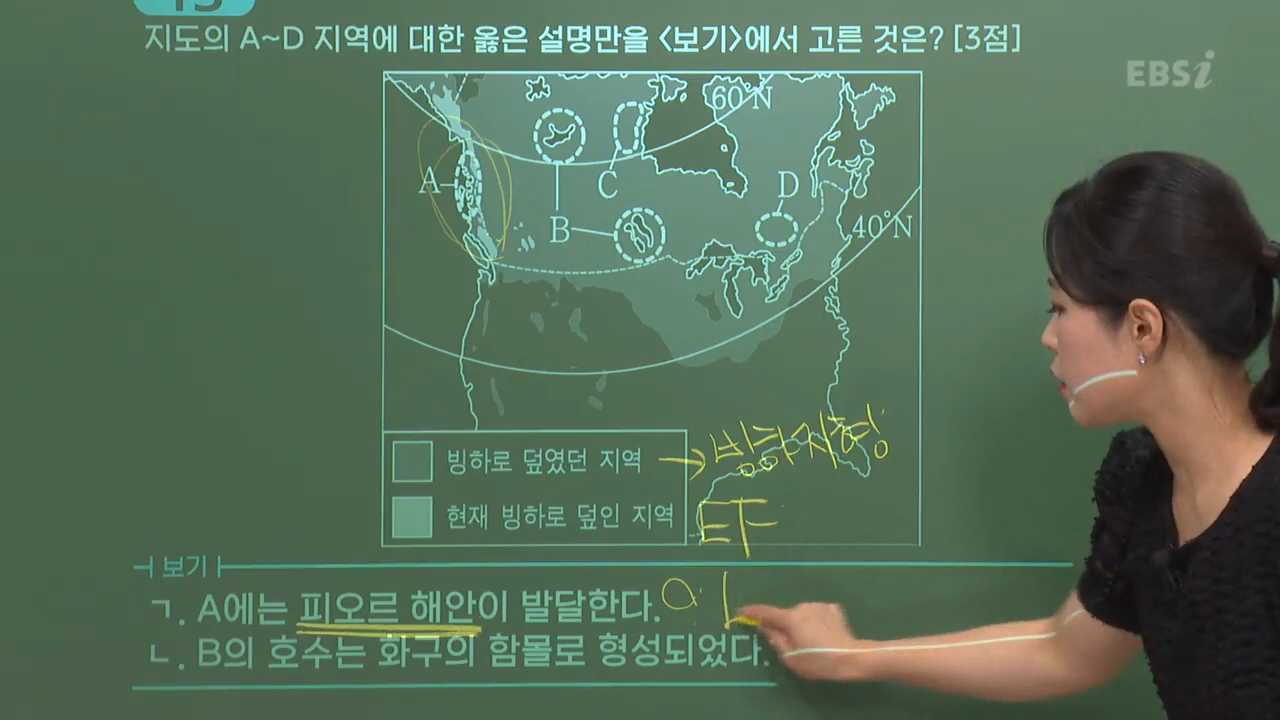 13
지도의 A~D 지역에 대한 옳은 설명만을 <보기>에서 고른 것은? [3점]
EBSi
60°N
A
C
D
B
40°N
빙하로 덮였던 지역
빙하지형
현재 빙하로 덮인 지역
EF
보기
ㄱ. A에는 피오르 해안이 발달한다.
ㄴ. B의 호수는 화구의 함몰로 형성되었다.